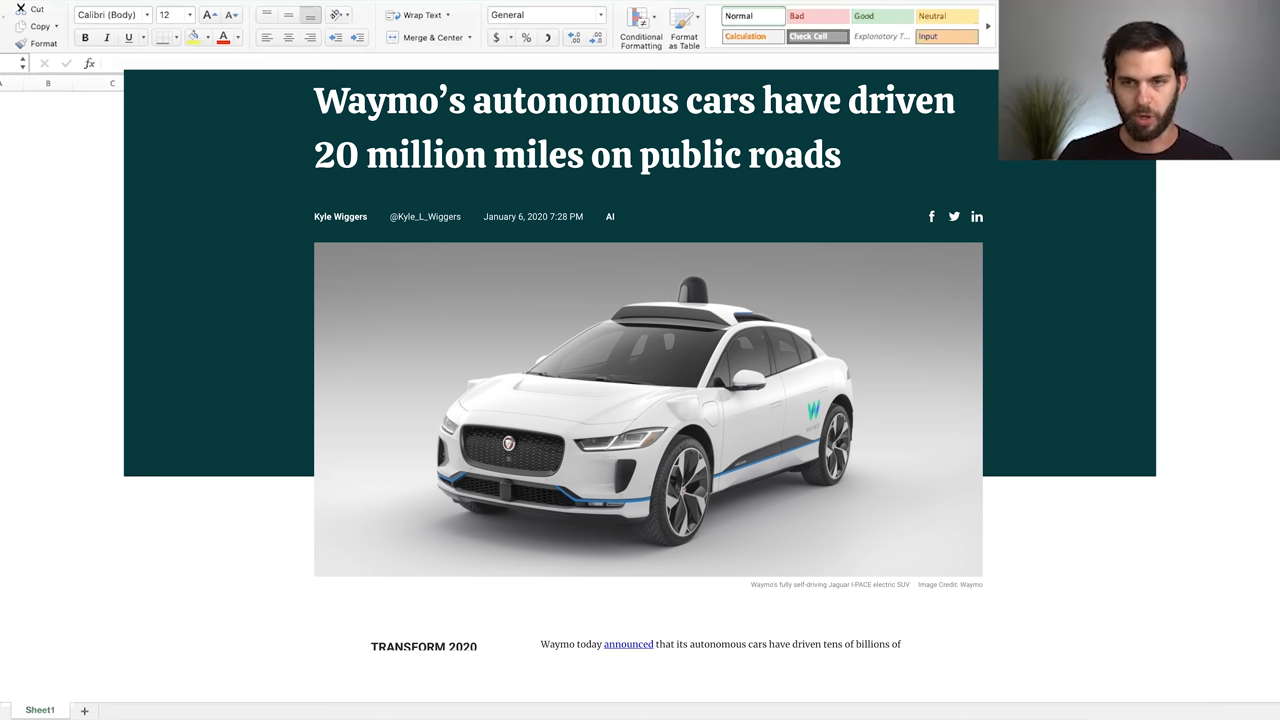 Cut
Copy
Format
Calibri (Body)
12
A
A
B I U
A
Wrap Text
Merge & Center
General
$ %
Conditional
Formatting
Format
as Table
Normal
Bad
Good
Neutral
Calculation
Check Cell
Explanatory T...
Input
fx
B
C
Waymo’s autonomous cars have driven
20 million miles on public roads
Kyle Wiggers @Kyle_L_Wiggers January 6, 2020 7:28 PM AI
Waymo's fully self-driving Jaguar I-PACE electric SUV Image Credit: Waymo
TRANSFORM 2020
Waymo today announced that its autonomous cars have driven tens of billions of
Sheet1